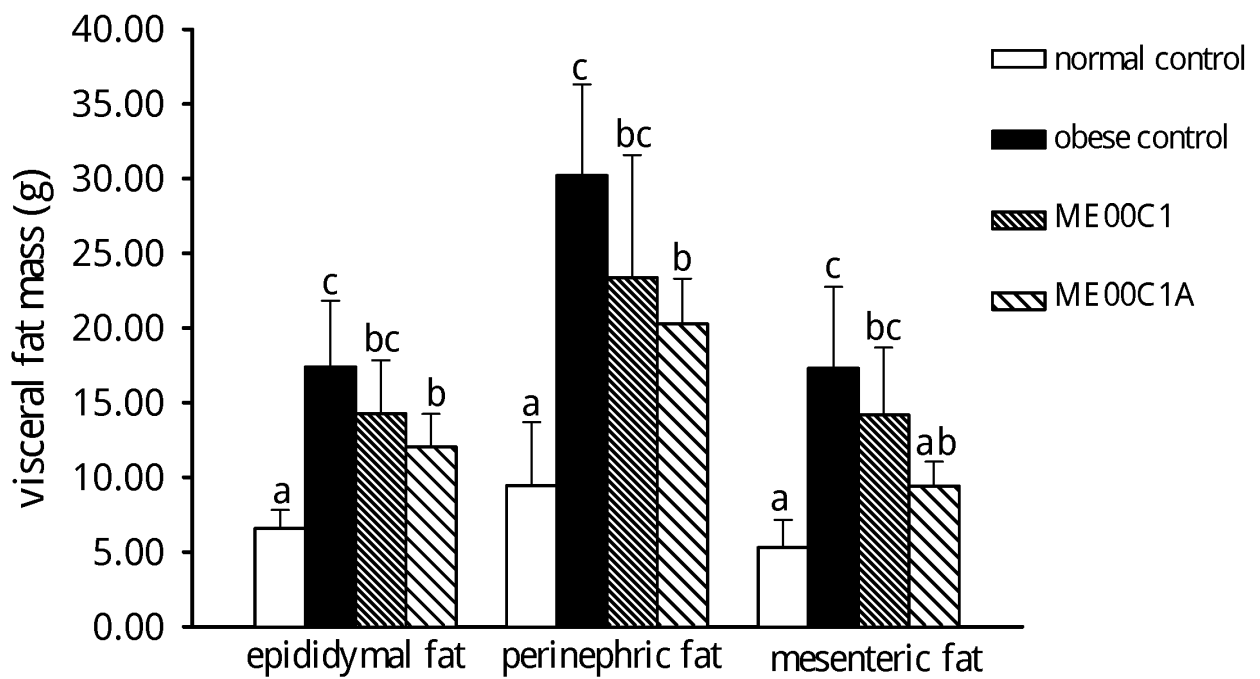 visceral fat mass (g)
40.00
35.00
30.00
25.00
20.00
15.00
10.00
5.00
0.00
a
c
bc
b
a
c
bc
b
a
c
bc
ab
epididymal fat
perinephric fat
mesenteric fat
normal control
obese control
ME00C1
ME00C1A